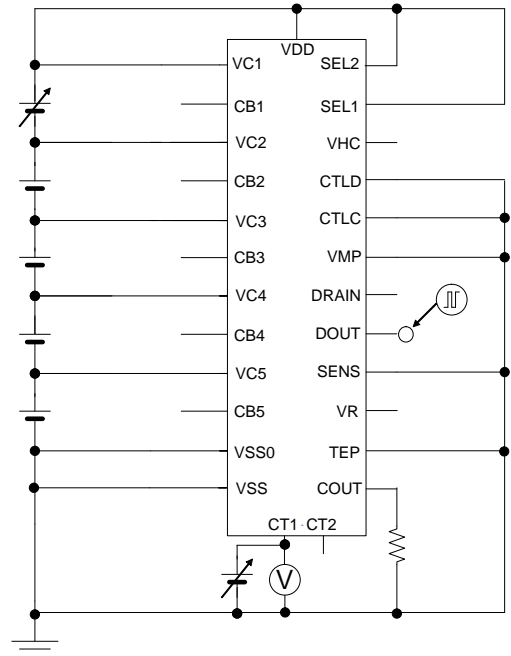 VDD
VC1 SEL2
CB1 SEL1
VC2 VHC
CB2 CTLD
VC3 CTLC
CB3 VMP
VC4 DRAIN
CB4 DOUT
VC5 SENS
CB5 VR
VSS0 TEP
VSS COUT
CT1 CT2
V